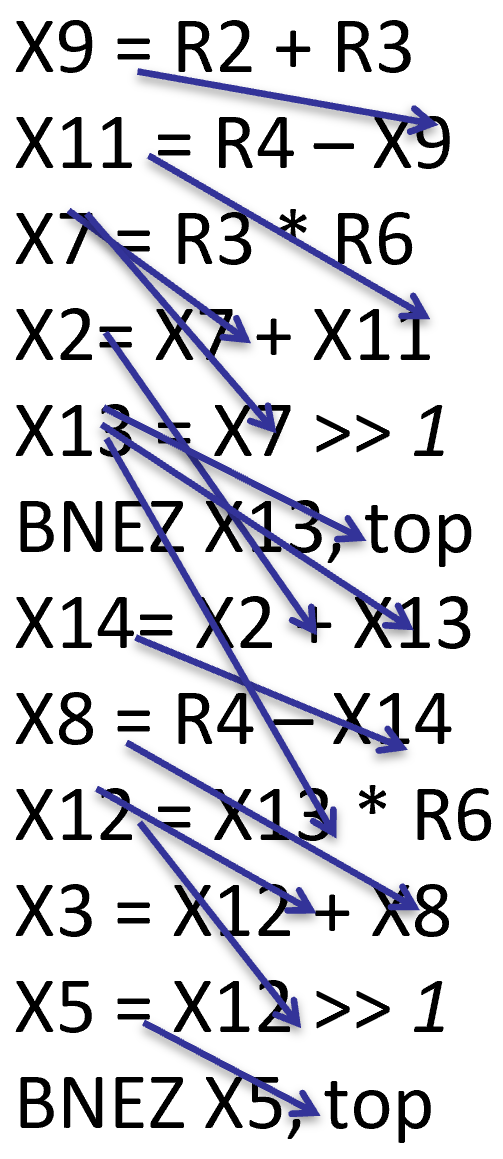 X9 = R2 + R3
X11 = R4 – X9
X7 = R3 * R6
X2= X7 + X11
X13 = X7 >> 1
BNEZ X13, top
X14= X2 + X13
X8 = R4 – X14
X12 = X13 * R6
X3 = X12 + X8
X5 = X12 >> 1
BNEZ X5, top